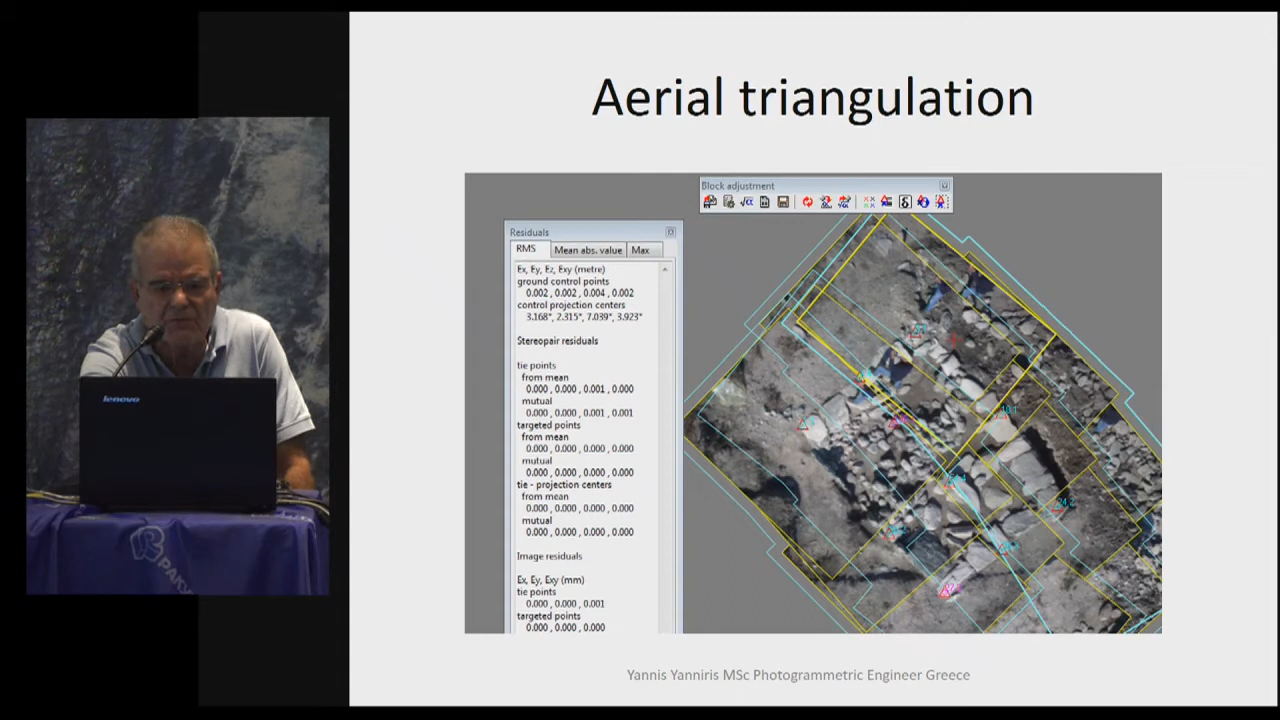 Aerial triangulation
Block adjustment
Residuals
RMS
Mean abs. value
Max
Ex, Ey, Ez, Exy (metre)
ground control points
0.002 , 0.002 , 0.004 , 0.002
control projection centers
3.168", 2.315", 7.039", 3.923"
Stereopair residuals
tie points
from mean
0.000 , 0.000 , 0.001 , 0.000
mutual
0.000 , 0.000 , 0.001 , 0.001
targeted points
from mean
0.000 , 0.000 , 0.000 , 0.000
mutual
0.000 , 0.000 , 0.000 , 0.000
tie - projection centers
from mean
0.000 , 0.000 , 0.000 , 0.000
mutual
0.000 , 0.000 , 0.000 , 0.000
Image residuals
Ex, Ey, Exy (mm)
tie points
0.000 , 0.000 , 0.001
targeted points
0.000 , 0.000 , 0.000
lenovo
Yannis Yanniris MSc Photogrammetric Engineer Greece